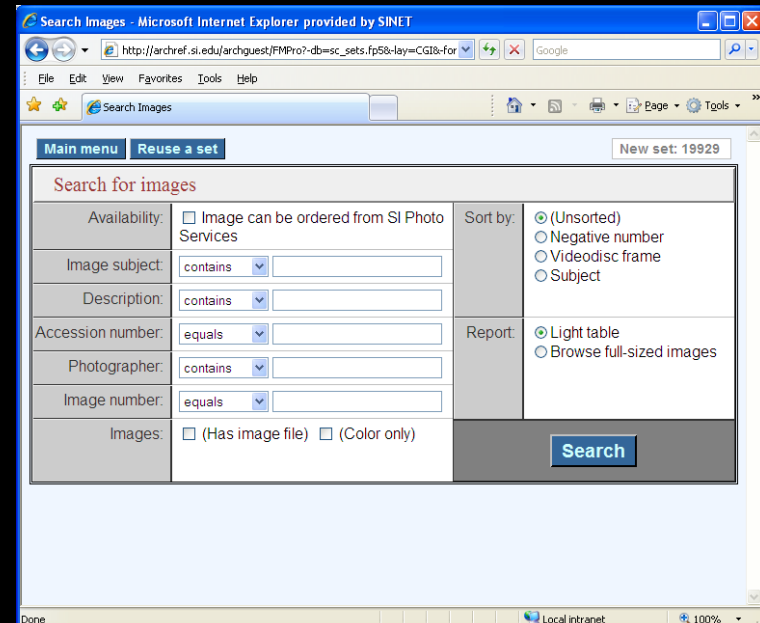 Search Images - Microsoft Internet Explorer provided by SINET
http://archref.si.edu/archguest/FMPro?-db=sc_sets.fp5&-lay=CGI&-for
Google
File Edit View Favorites Tools Help
Search Images
Page Tools
Main menu Reuse a set New set: 19929
Search for images
Availability: Image can be ordered from SI Photo
Services
Image subject: contains
Description: contains
Accession number: equals
Photographer: contains
Image number: equals
Images: (Has image file) (Color only)
Sort by: (Unsorted)
Negative number
Videodisc frame
Subject
Report: Light table
Browse full-sized images
Search
Done Local intranet 100%